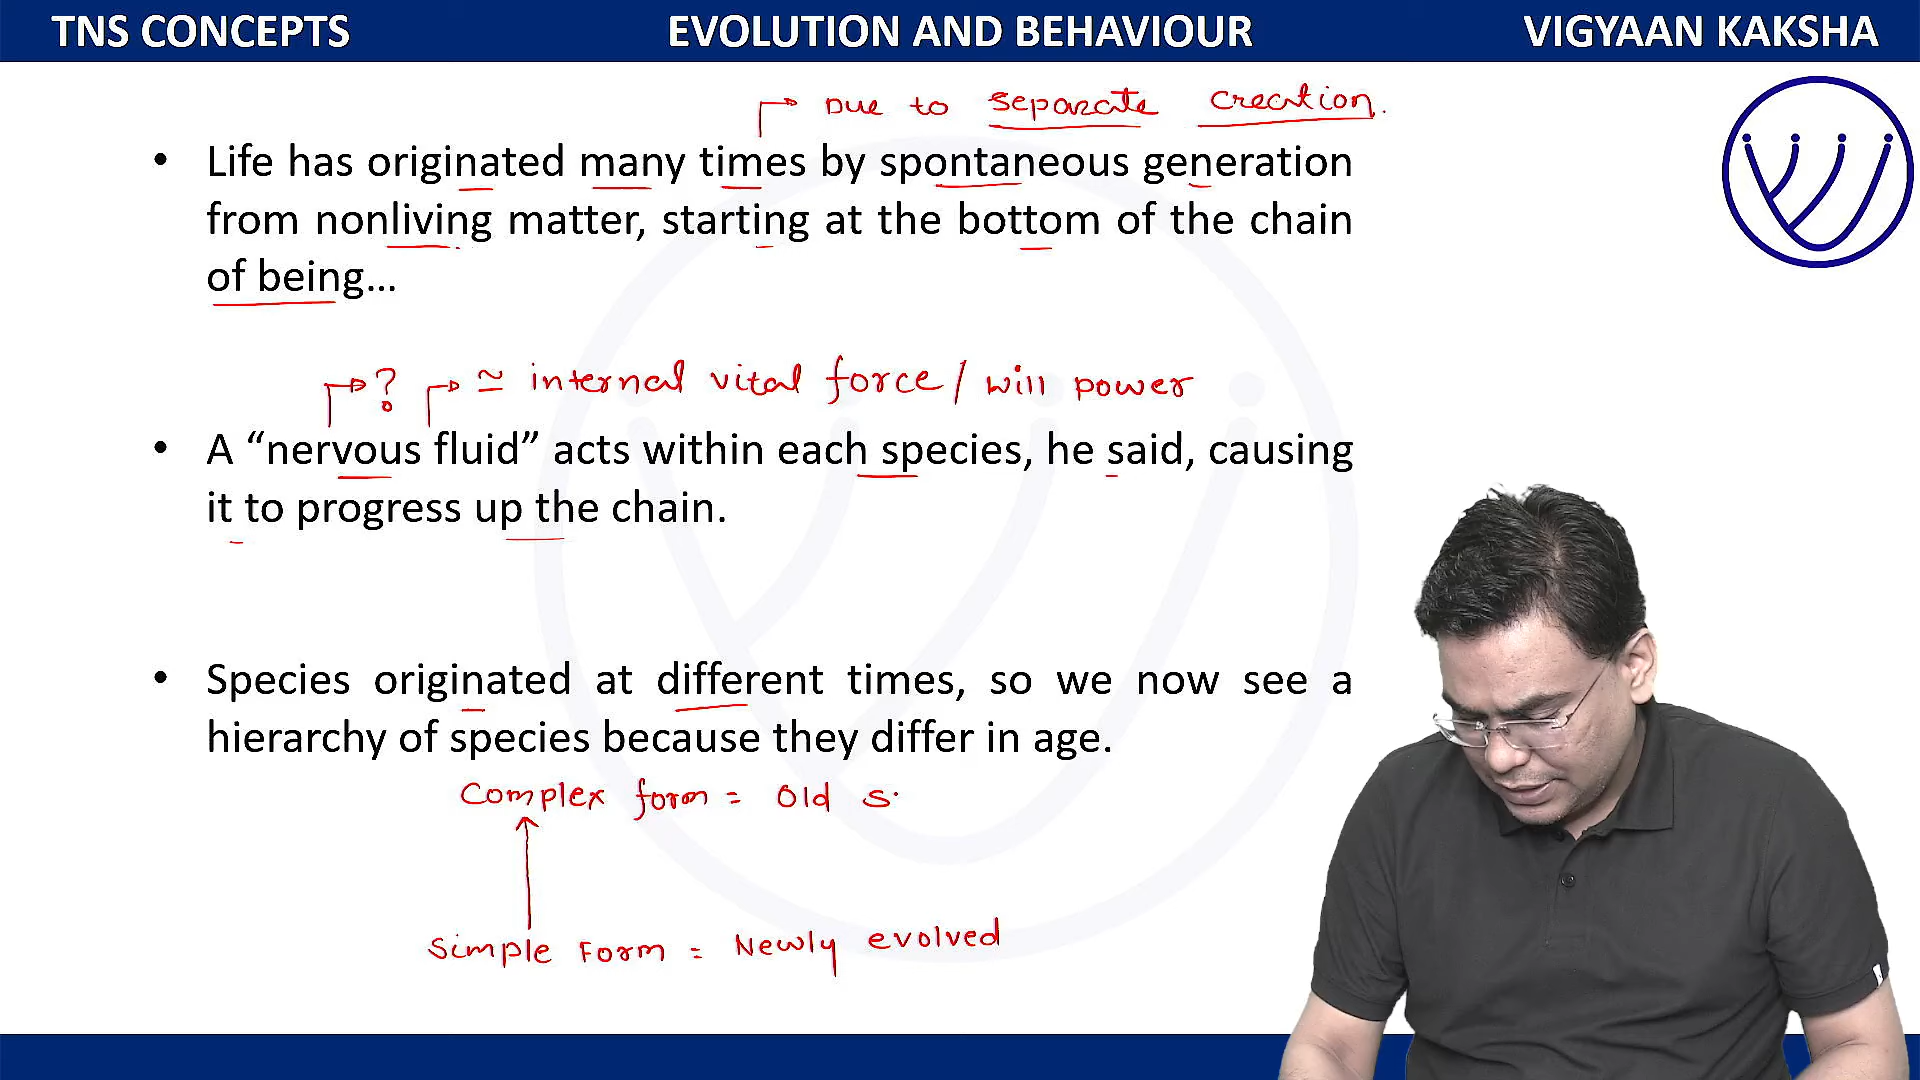 TNS CONCEPTS EVOLUTION AND BEHAVIOUR VIGYAAN KAKSHA
Due to separate creation.
• Life has originated many times by spontaneous generation
from nonliving matter, starting at the bottom of the chain
of being...
? ≃ internal vital force / will power
• A “nervous fluid” acts within each species, he said, causing
it to progress up the chain.
• Species originated at different times, so we now see a
hierarchy of species because they differ in age.
Complex form = Old s.
Simple Form = Newly evolved